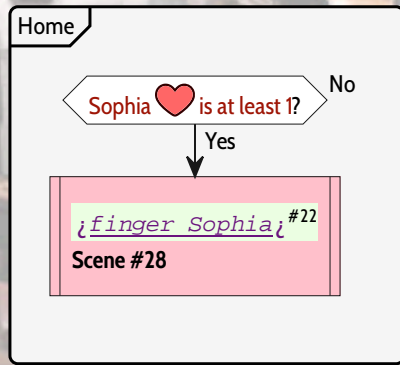 Home
Sophia is at least 1?
No
Yes
¿finger Sophia¿#22
Scene #28